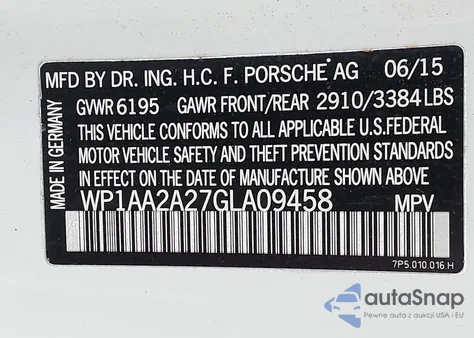 MFD BY DR. ING. H.C. F. PORSCHE AG 06/15
GVWR 6195 GAWR FRONT/REAR 2910/3384 LBS
THIS VEHICLE CONFORMS TO ALL APPLICABLE U.S.FEDERAL
MOTOR VEHICLE SAFETY AND THEFT PREVENTION STANDARDS
IN EFFECT ON THE DATE OF MANUFACTURE SHOWN ABOVE
WP1AA2A27GLA09458 MPV
MADE IN GERMANY
7P5.010.016.H
autoSnap
Pewne auta z aukcji USA i EU